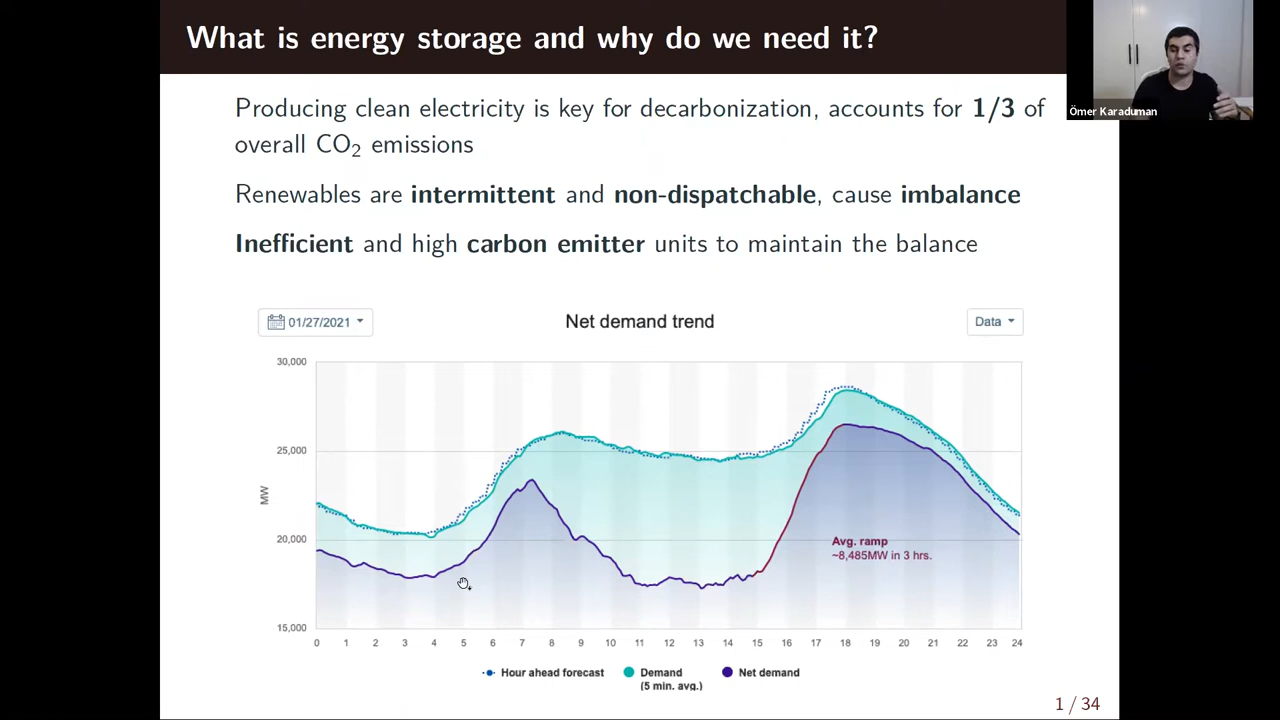 What is energy storage and why do we need it?
Ömer Karaduman
Producing clean electricity is key for decarbonization, accounts for 1/3 of
overall CO₂ emissions
Renewables are intermittent and non-dispatchable, cause imbalance
Inefficient and high carbon emitter units to maintain the balance
01/27/2021
Net demand trend
Data
30,000
25,000
20,000
15,000
MW
Avg. ramp
~8,485MW in 3 hrs.
0 1 2 3 4 5 6 7 8 9 10 11 12 13 14 15 16 17 18 19 20 21 22 23 24
Hour ahead forecast
Demand
(5 min. avg.)
Net demand
1 / 34